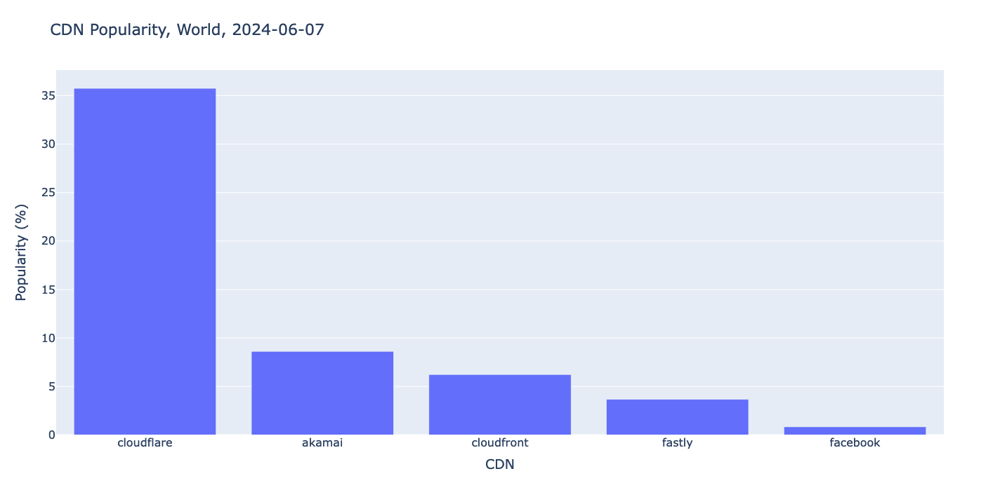 CDN Popularity, World, 2024-06-07
Popularity (%)
35
30
25
20
15
10
5
0
cloudflare
akamai
cloudfront
fastly
facebook
CDN